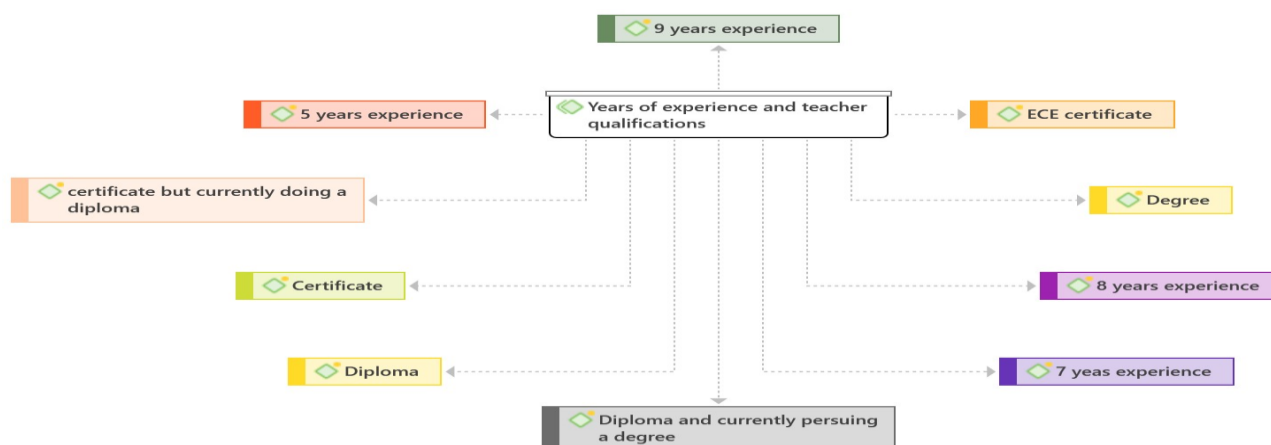 9 years experience
5 years experience
Years of experience and teacher
qualifications
ECE certificate
certificate but currently doing a
diploma
Degree
Certificate
8 years experience
Diploma
7 yeas experience
Diploma and currently persuing
a degree